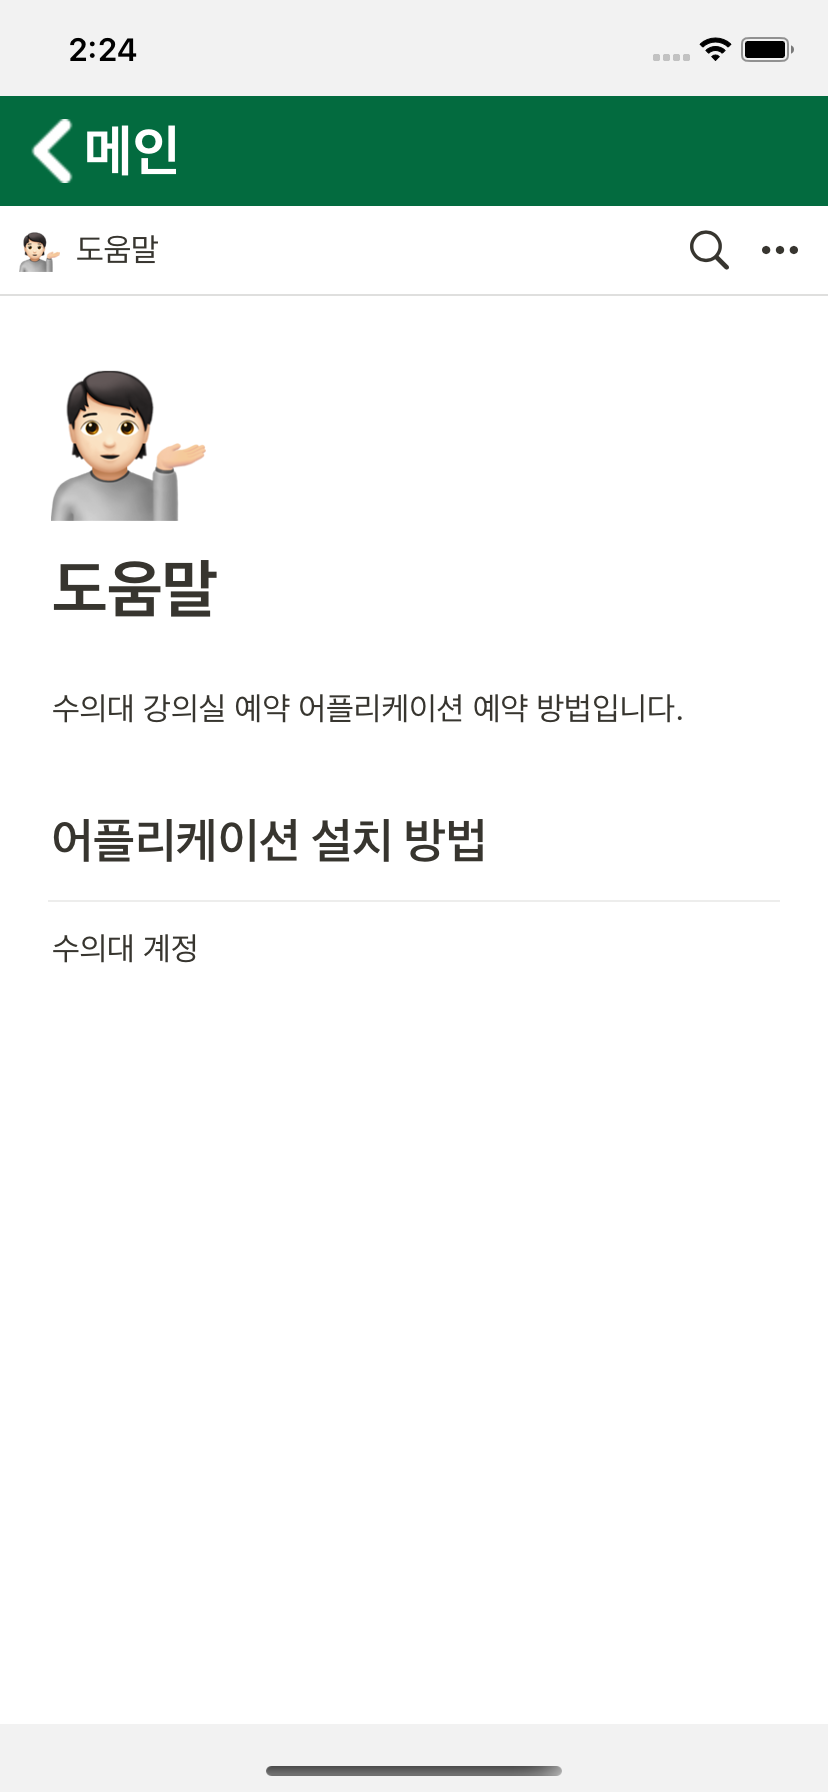 2:24
메인
도움말
도움말
수의대 강의실 예약 어플리케이션 예약 방법입니다.
어플리케이션 설치 방법
수의대 계정